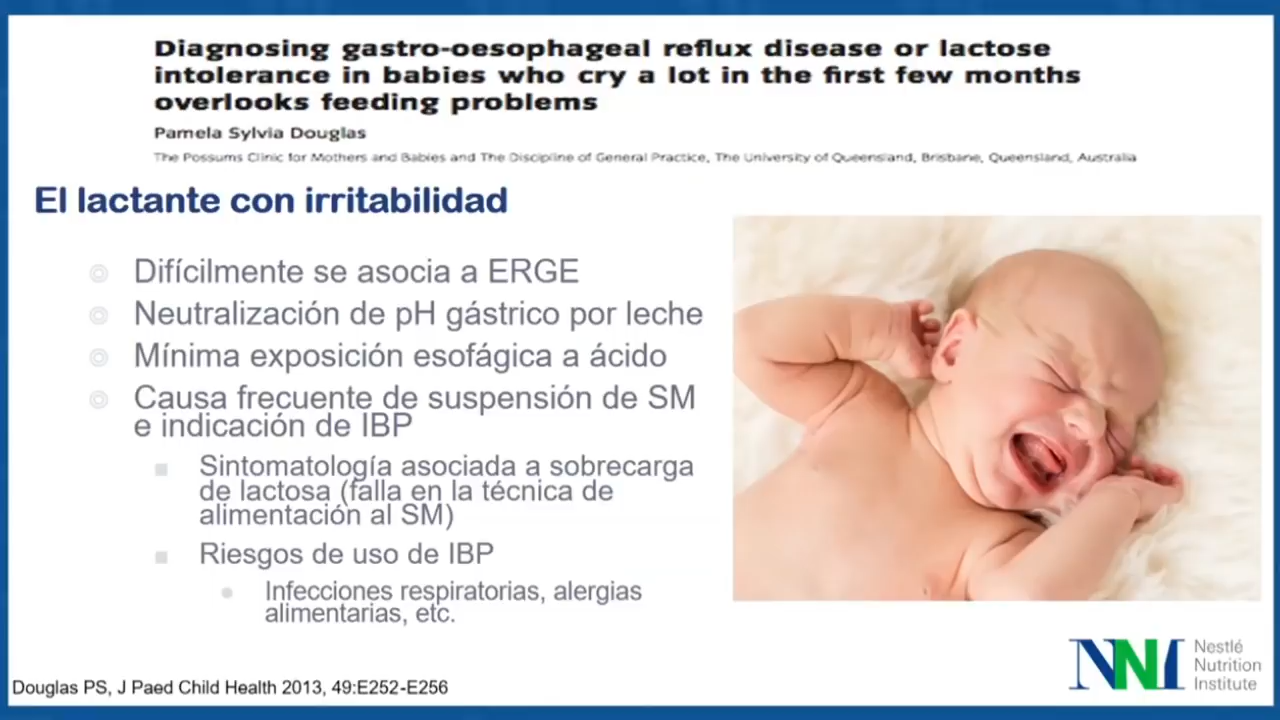 Diagnosing gastro-oesophageal reflux disease or lactose
intolerance in babies who cry a lot in the first few months
overlooks feeding problems
Pamela Sylvia Douglas
The Possums Clinic for Mothers and Babies and The Discipline of General Practice, The University of Queensland, Brisbane, Queensland, Australia
El lactante con irritabilidad
Difícilmente se asocia a ERGE
Neutralización de pH gástrico por leche
Mínima exposición esofágica a ácido
Causa frecuente de suspensión de SM
e indicación de IBP
Sintomatología asociada a sobrecarga
de lactosa (falla en la técnica de
alimentación al SM)
Riesgos de uso de IBP
Infecciones respiratorias, alergias
alimentarias, etc.
NNI
Nestlé
Nutrition
Institute
Douglas PS, J Paed Child Health 2013, 49:E252-E256